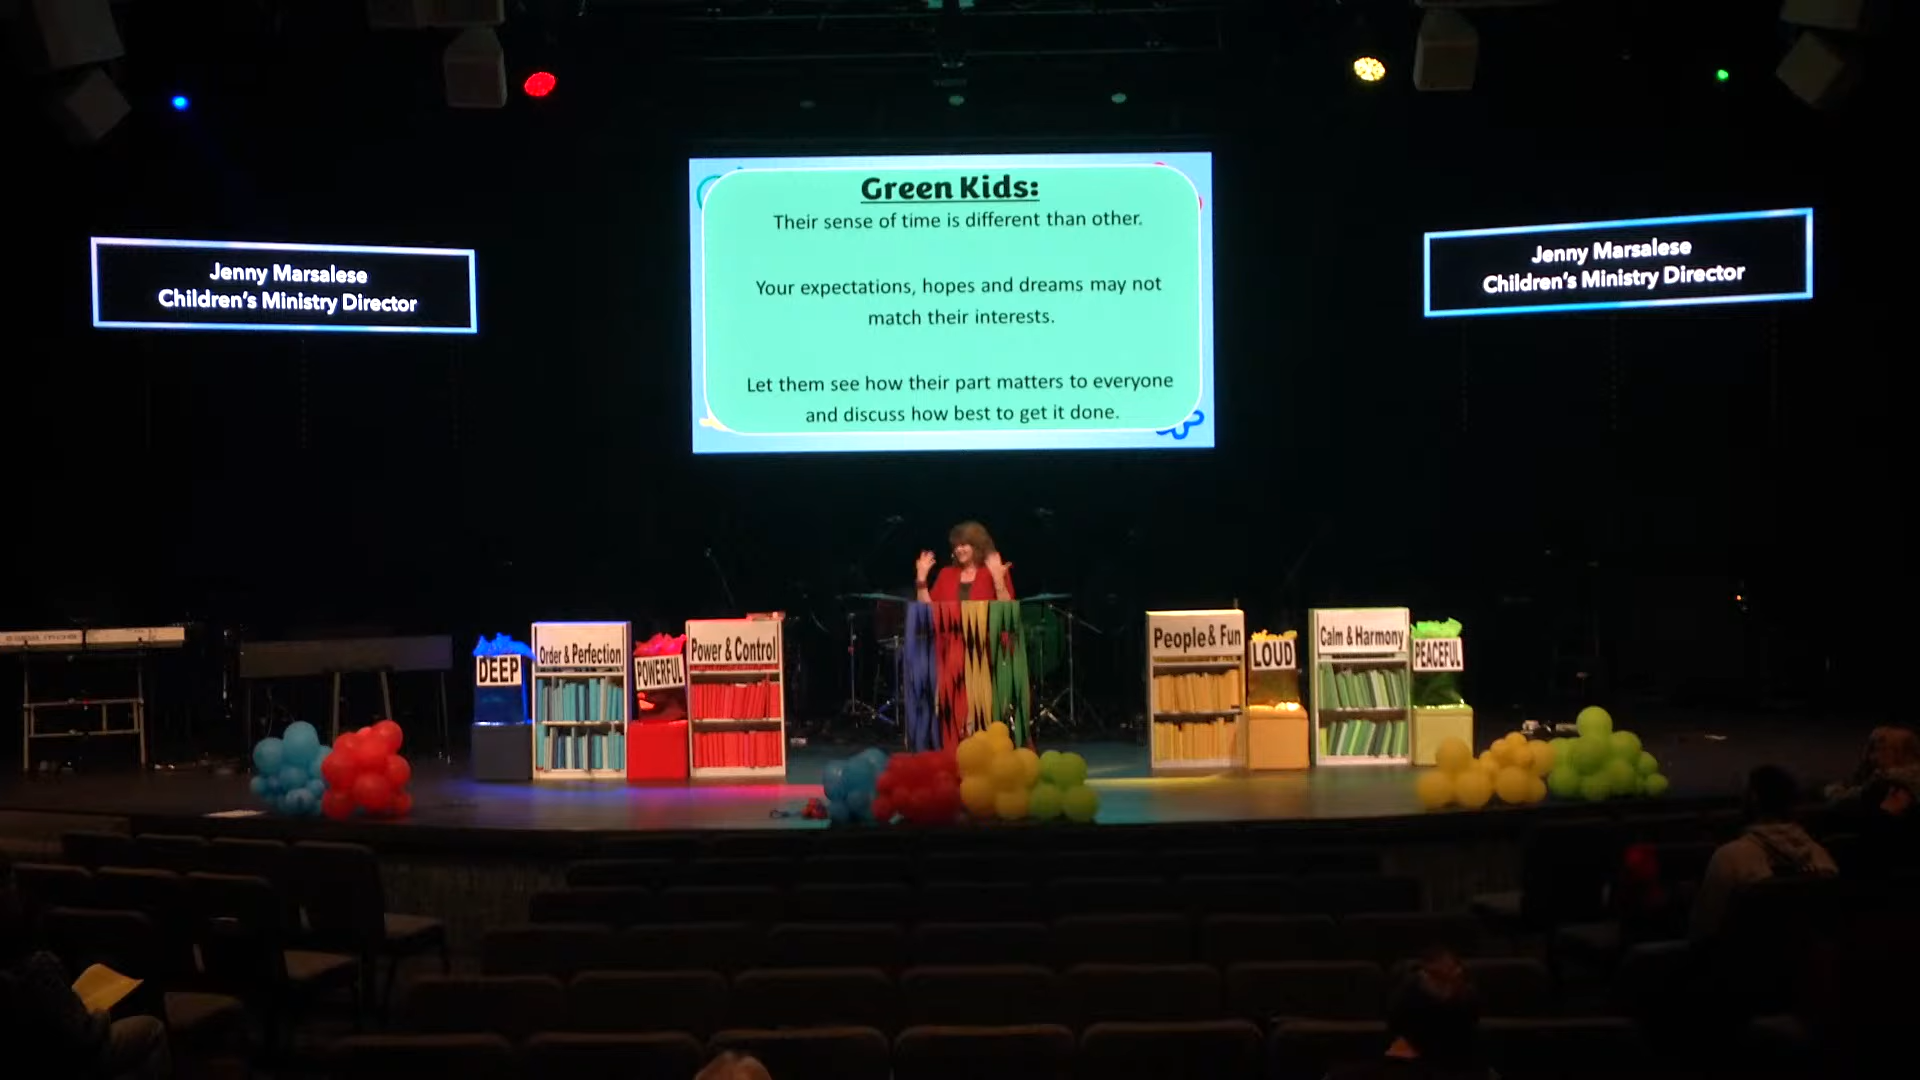 Green Kids:
Their sense of time is different than other.
Your expectations, hopes and dreams may not
match their interests.
Let them see how their part matters to everyone
and discuss how best to get it done.
Jenny Marsalese
Children's Ministry Director
Jenny Marsalese
Children's Ministry Director
DEEP
Order & Perfection
POWERFUL
Power & Control
People & Fun
LOUD
Calm & Harmony
PEACEFUL